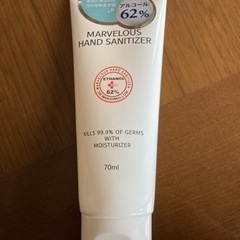 アルコール
62%
MARVELOUS
HAND SANITIZER
ETHANOL
62%
KILLS 99.9% OF GERMS
WITH
MOISTURIZER
70ml